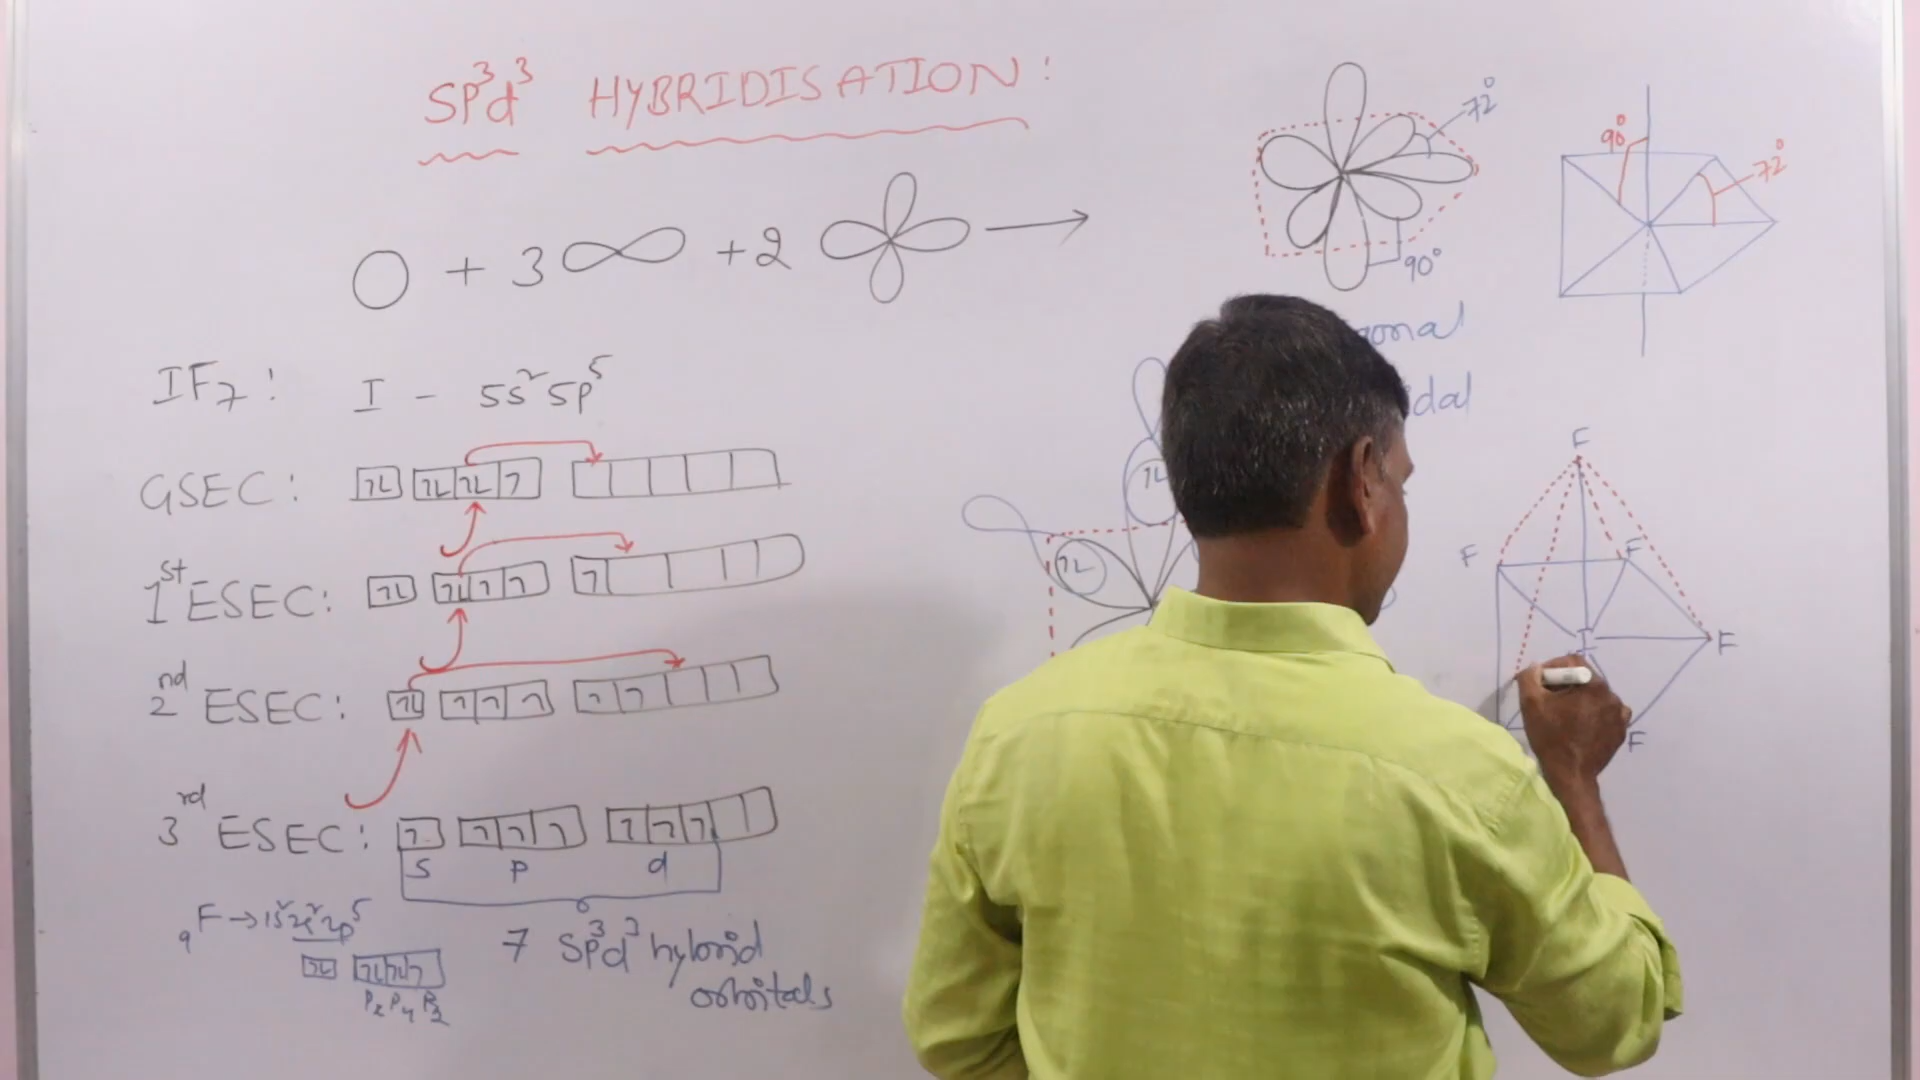 SP³d³ HYBRIDISATION:
O + 3 + 2 →
72°
90°
90°
72°
IF₇: I - 5s² 5p⁵
GSEC:
1st ESEC:
2nd ESEC:
3rd ESEC:
S P d
₉F → 1s² 2s² 2p⁵
Px Py Pz
7 SP³d³ hybrid
orbitals
F
F
F
I
F
F